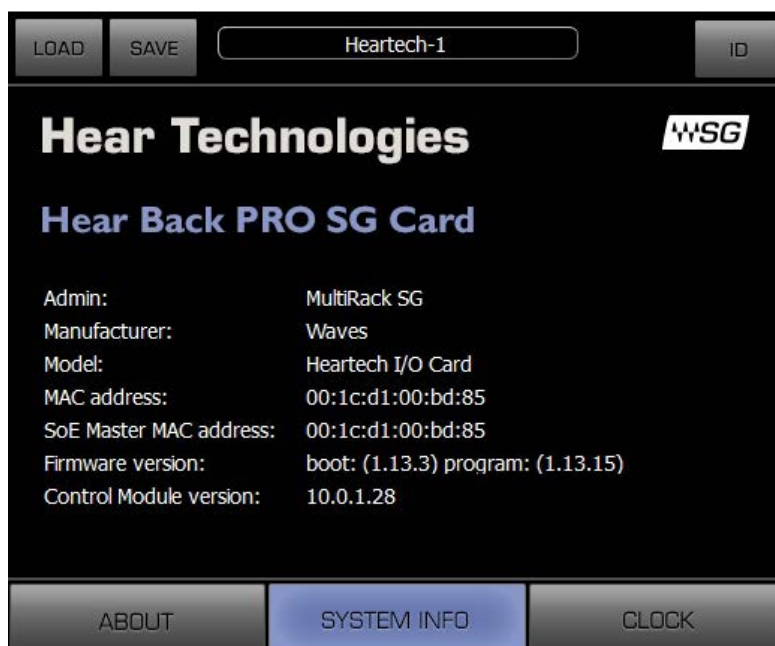 LOAD SAVE Heartech-1 ID
Hear Technologies WSG
Hear Back PRO SG Card
Admin: MultiRack SG
Manufacturer: Waves
Model: Heartech I/O Card
MAC address: 00:1c:d1:00:bd:85
SoE Master MAC address: 00:1c:d1:00:bd:85
Firmware version: boot: (1.13.3) program: (1.13.15)
Control Module version: 10.0.1.28
ABOUT SYSTEM INFO CLOCK